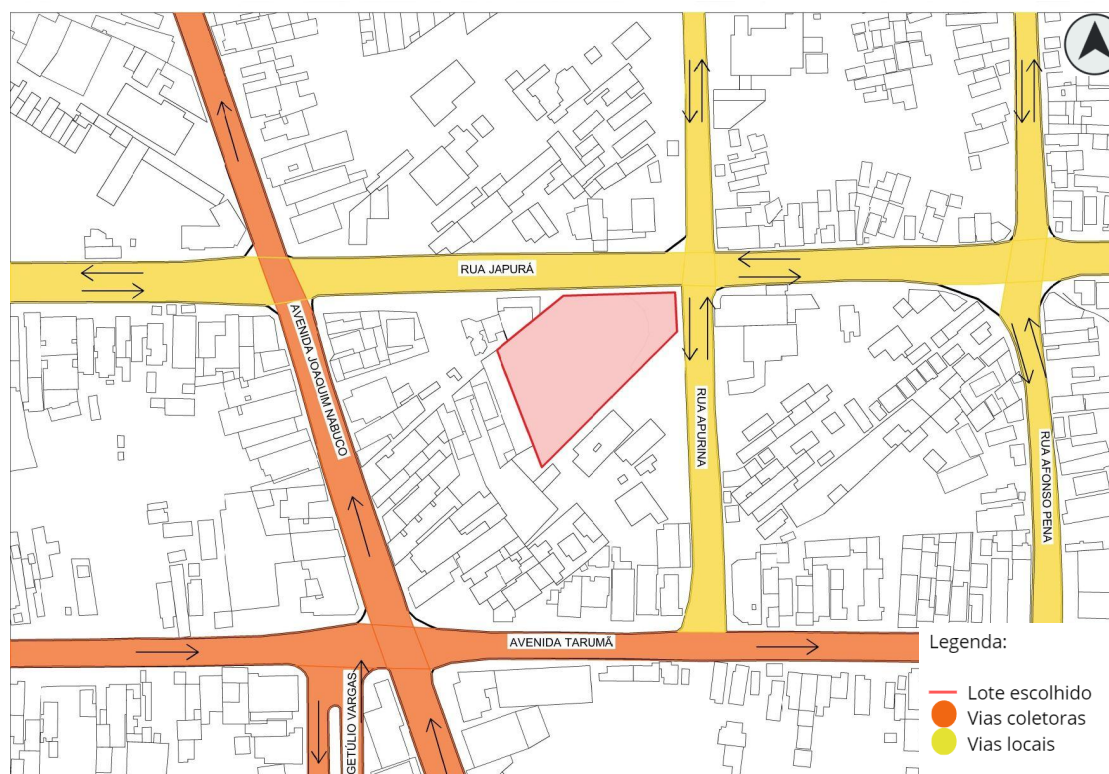 RUA JAPURÁ
AVENIDA JOAQUIM NABUCO
RUA APURINA
RUA AFONSO PENA
AVENIDA TARUMÃ
GETÚLIO VARGAS
Legenda:
Lote escolhido
Vias coletoras
Vias locais